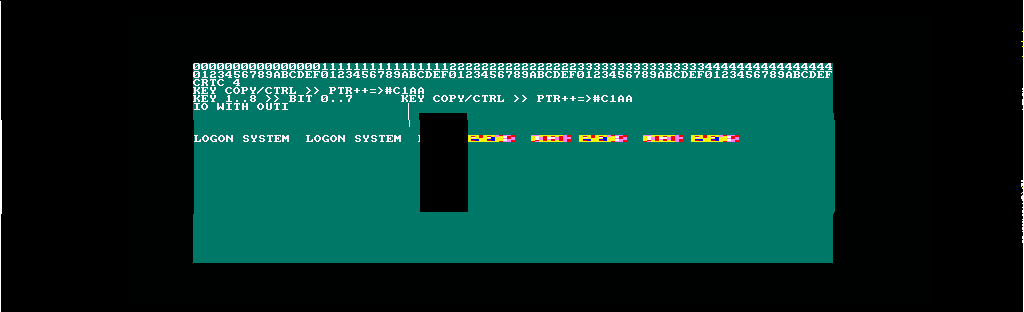 00000000000000001111111111111111222222222222222233333333333333334444444444444444
0123456789ABCDEF0123456789ABCDEF0123456789ABCDEF0123456789ABCDEF0123456789ABCDEF
CRTC 4
KEY COPY/CTRL >> PTR++=>#C1AA
KEY 1..8 >> BIT 0..7      KEY COPY/CTRL >> PTR++=>#C1AA
IO WITH OUTI
LOGON SYSTEM  LOGON SYSTEM